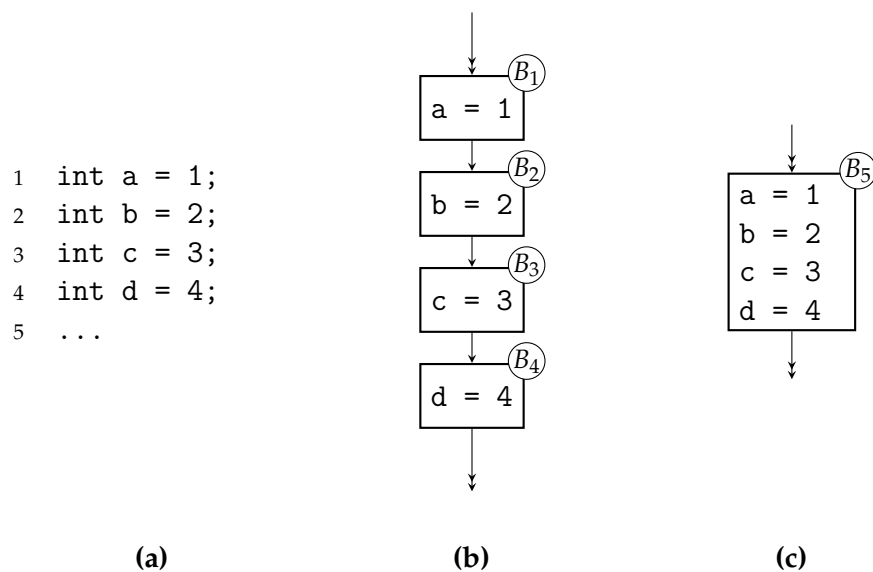 1 int a = 1;
2 int b = 2;
3 int c = 3;
4 int d = 4;
5 ...
(a)
B1
a = 1
B2
b = 2
B3
c = 3
B4
d = 4
(b)
B5
a = 1
b = 2
c = 3
d = 4
(c)